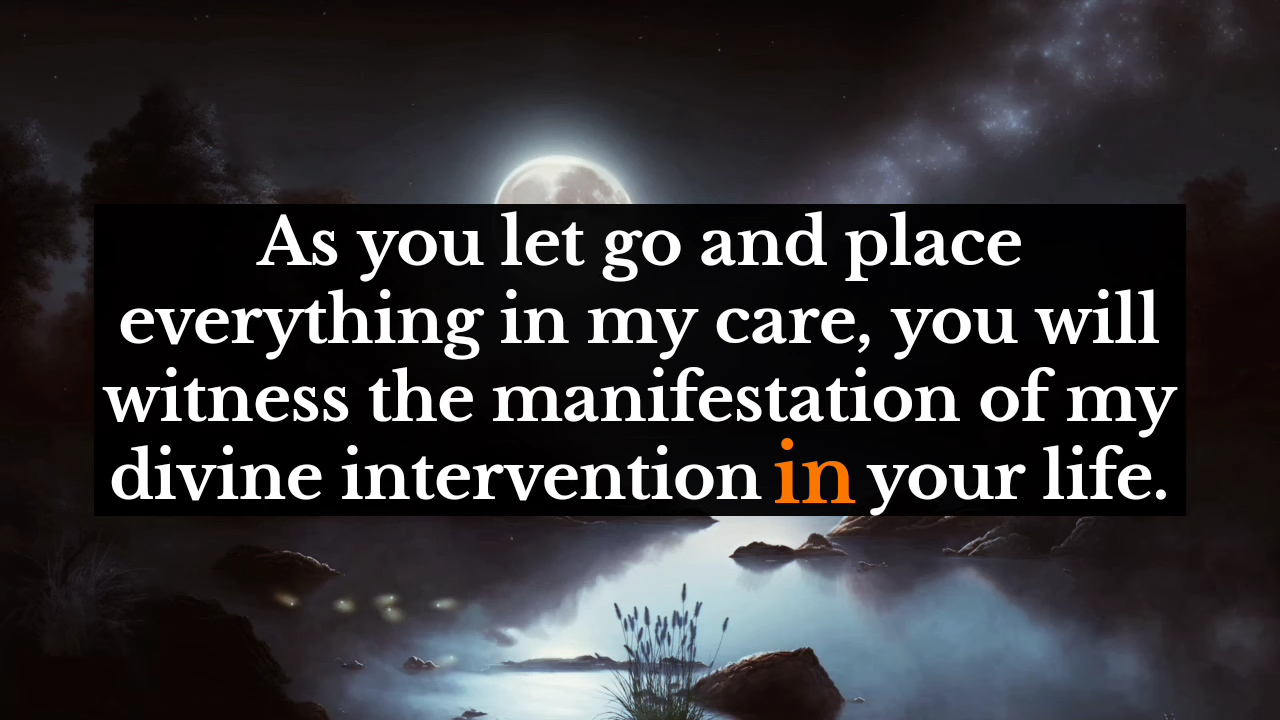 As you let go and place
everything in my care, you will
witness the manifestation of my
divine intervention in your life.